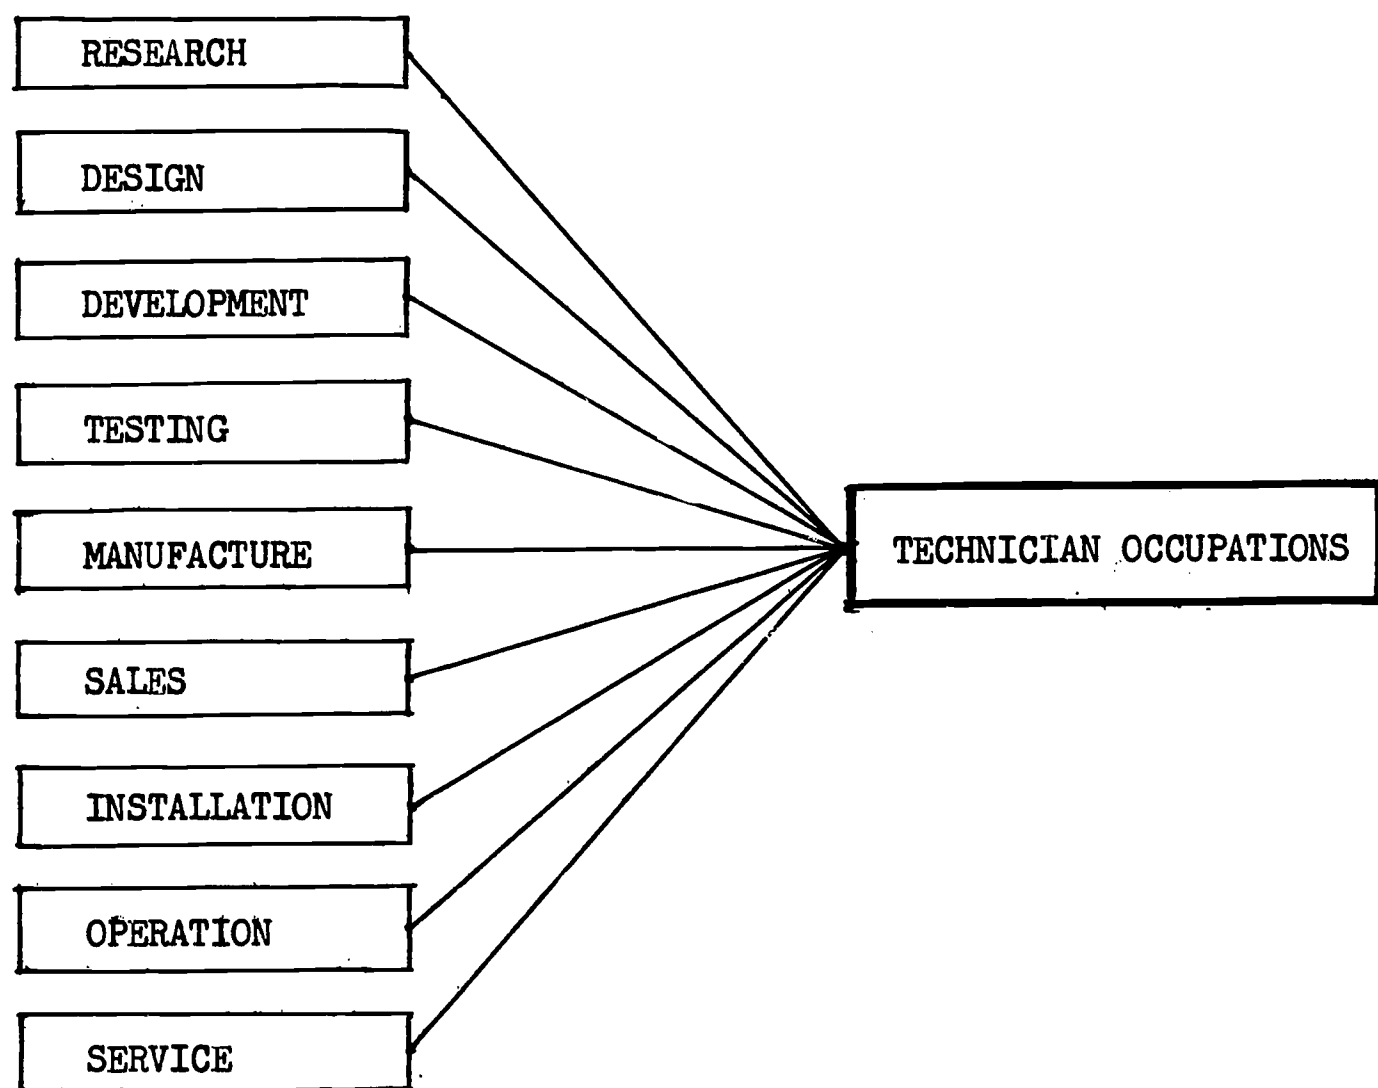 RESEARCH
DESIGN
DEVELOPMENT
TESTING
MANUFACTURE
TECHNICIAN OCCUPATIONS
SALES
INSTALLATION
OPERATION
SERVICE